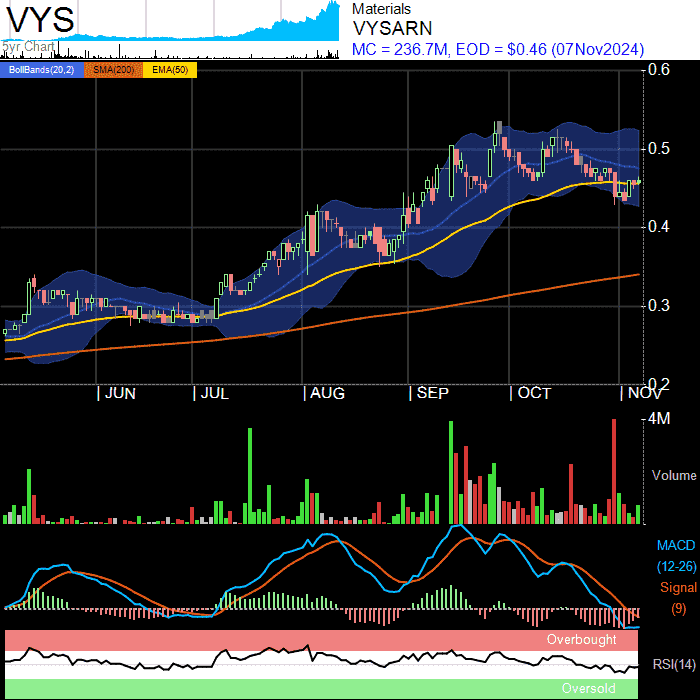 VYS
5yr Chart
Materials
VYSARN
MC = 236.7M, EOD = $0.46 (07Nov2024)
BollBands(20,2) SMA(200) EMA(50)
0.6
0.5
0.4
0.3
0.2
| JUN | JUL | AUG | SEP | OCT | NOV
4M
Volume
MACD
(12-26)
Signal
(9)
Overbought
RSI(14)
Oversold